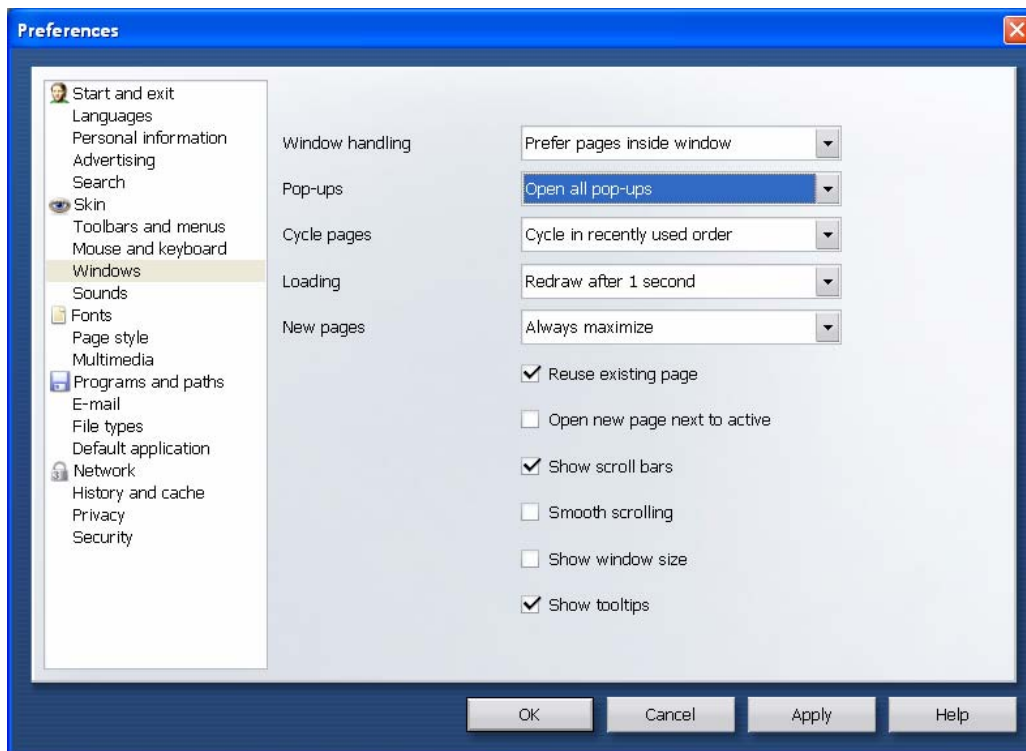 Preferences
Start and exit
Languages
Personal information
Advertising
Search
Skin
Toolbars and menus
Mouse and keyboard
Windows
Sounds
Fonts
Page style
Multimedia
Programs and paths
E-mail
File types
Default application
Network
History and cache
Privacy
Security
Window handling Prefer pages inside window
Pop-ups Open all pop-ups
Cycle pages Cycle in recently used order
Loading Redraw after 1 second
New pages Always maximize
Reuse existing page
Open new page next to active
Show scroll bars
Smooth scrolling
Show window size
Show tooltips
OK Cancel Apply Help